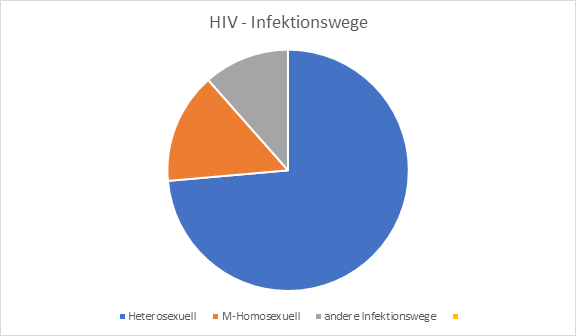 HIV - Infektionswege
Heterosexuell M-Homosexuell andere Infektionswege